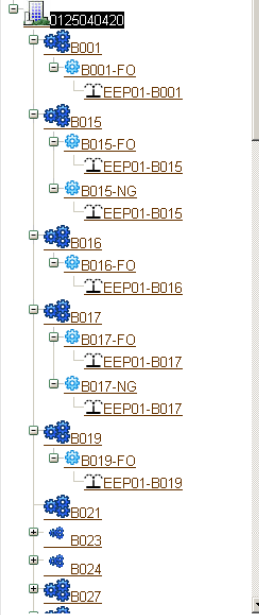 0125040420
B001
B001-FO
EEP01-B001
B015
B015-FO
EEP01-B015
B015-NG
EEP01-B015
B016
B016-FO
EEP01-B016
B017
B017-FO
EEP01-B017
B017-NG
EEP01-B017
B019
B019-FO
EEP01-B019
B021
B023
B024
B027